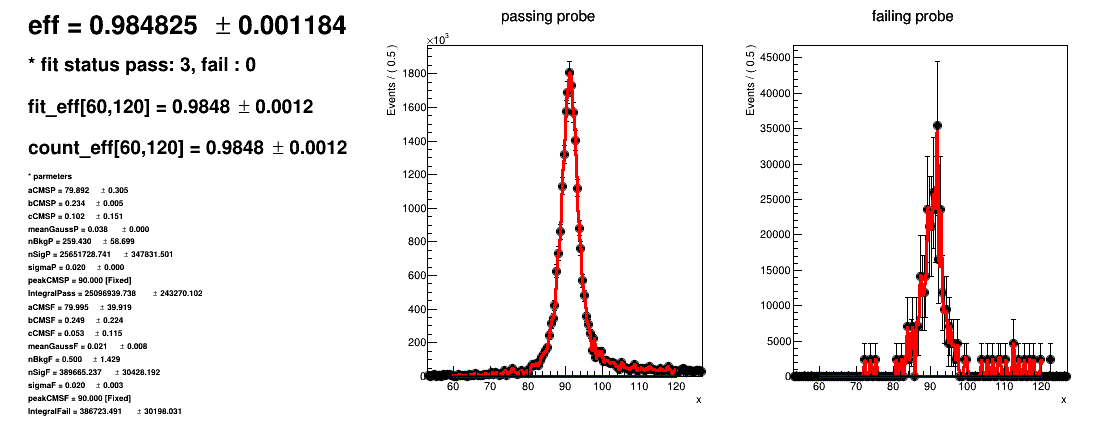 eff = 0.984825 ± 0.001184
* fit status pass: 3, fail : 0
fit_eff[60,120] = 0.9848 ± 0.0012
count_eff[60,120] = 0.9848 ± 0.0012
* parmeters
aCMSP = 79.892 ± 0.305
bCMSP = 0.234 ± 0.005
cCMSP = 0.102 ± 0.151
meanGaussP = 0.038 ± 0.000
nBkgP = 259.430 ± 58.699
nSigP = 25651728.741 ± 347831.501
sigmaP = 0.020 ± 0.000
peakCMSP = 90.000 [Fixed]
IntegralPass = 25096939.738 ± 243270.102
aCMSF = 79.995 ± 39.919
bCMSF = 0.249 ± 0.224
cCMSF = 0.053 ± 0.115
meanGaussF = 0.021 ± 0.008
nBkgF = 0.500 ± 1.429
nSigF = 389665.237 ± 30428.192
sigmaF = 0.020 ± 0.003
peakCMSF = 90.000 [Fixed]
IntegralFail = 386723.491 ± 30198.031
passing probe
×10³
Events / ( 0.5 )
1800
1600
1400
1200
1000
800
600
400
200
0
60 70 80 90 100 110 120
x
failing probe
Events / ( 0.5 )
45000
40000
35000
30000
25000
20000
15000
10000
5000
0
60 70 80 90 100 110 120
x